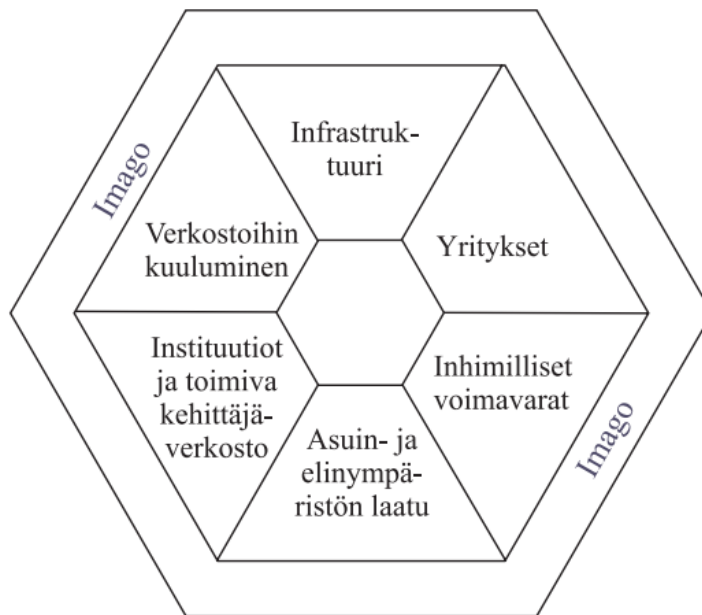 Infrastruk-
tuuri
Imago
Verkostoihin
kuuluminen
Yritykset
Instituutiot
ja toimiva
kehittäjä-
verkosto
Inhimilliset
voimavarat
Asuin- ja
elinympä-
ristön laatu
Imago